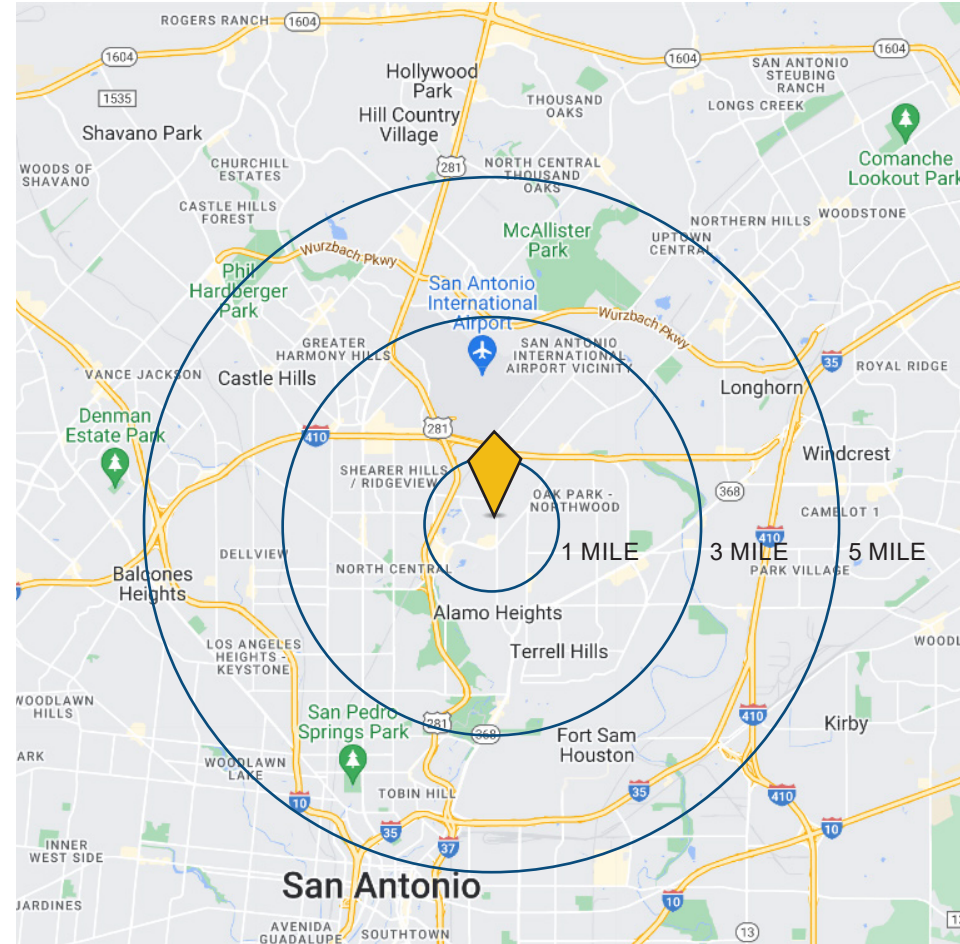 ROGERS RANCH
1604
1604
1604
1604
Hollywood
Park
SAN ANTONIO
STEUBING
RANCH
1535
THOUSAND
OAKS
LONGS CREEK
Hill Country
Village
Shavano Park
Comanche
Lookout Park
WOODS OF
SHAVANO
CHURCHILL
ESTATES
281
NORTH CENTRAL
THOUSAND
OAKS
CASTLE HILLS
FOREST
NORTHERN HILLS
WOODSTONE
McAllister
Park
UPTOWN
CENTRAL
Wurzbach Pkwy
Phil
Hardberger
Park
San Antonio
International
Airport
Wurzbach Pkwy
GREATER
HARMONY HILLS
SAN ANTONIO
INTERNATIONAL
AIRPORT VICINITY
35
ROYAL RIDGE
VANCE JACKSON
Castle Hills
Longhorn
Denman
Estate Park
281
410
Windcrest
SHEARER HILLS
/ RIDGEVIEW
OAK PARK -
NORTHWOOD
368
CAMELOT 1
410
1 MILE
3 MILE
5 MILE
DELLVIEW
NORTH CENTRAL
PARK VILLAGE
Balcones
Heights
Alamo Heights
LOS ANGELES
HEIGHTS -
KEYSTONE
Terrell Hills
WOODL
WOODLAWN
HILLS
San Pedro
Springs Park
281
368
410
Kirby
Fort Sam
Houston
ARK
WOODLAWN
LAKE
TOBIN HILL
10
35
410
35
37
10
INNER
WEST SIDE
San Antonio
JARDINES
10
AVENIDA
GUADALUPE
SOUTHTOWN
13
13